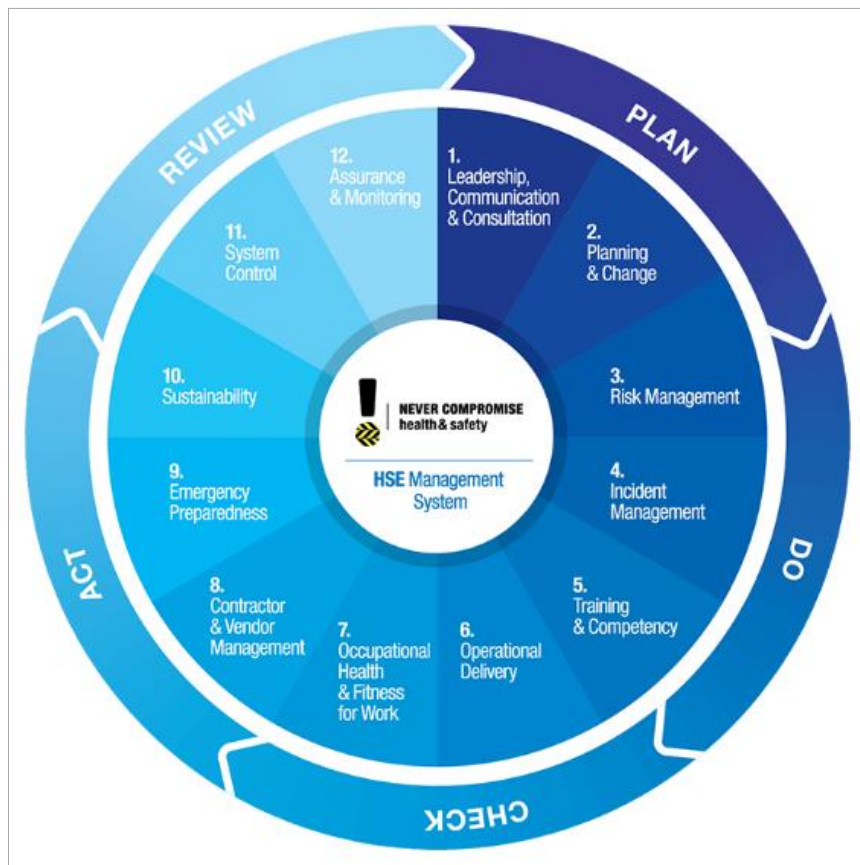 PLAN
DO
CHECK
ACT
REVIEW
1.
Leadership,
Communication
& Consultation
2.
Planning
& Change
3.
Risk Management
4.
Incident
Management
5.
Training
& Competency
6.
Operational
Delivery
7.
Occupational
Health
& Fitness
for Work
8.
Contractor
& Vendor
Management
9.
Emergency
Preparedness
10.
Sustainability
11.
System
Control
12.
Assurance
& Monitoring
NEVER COMPROMISE
health & safety
HSE Management
System